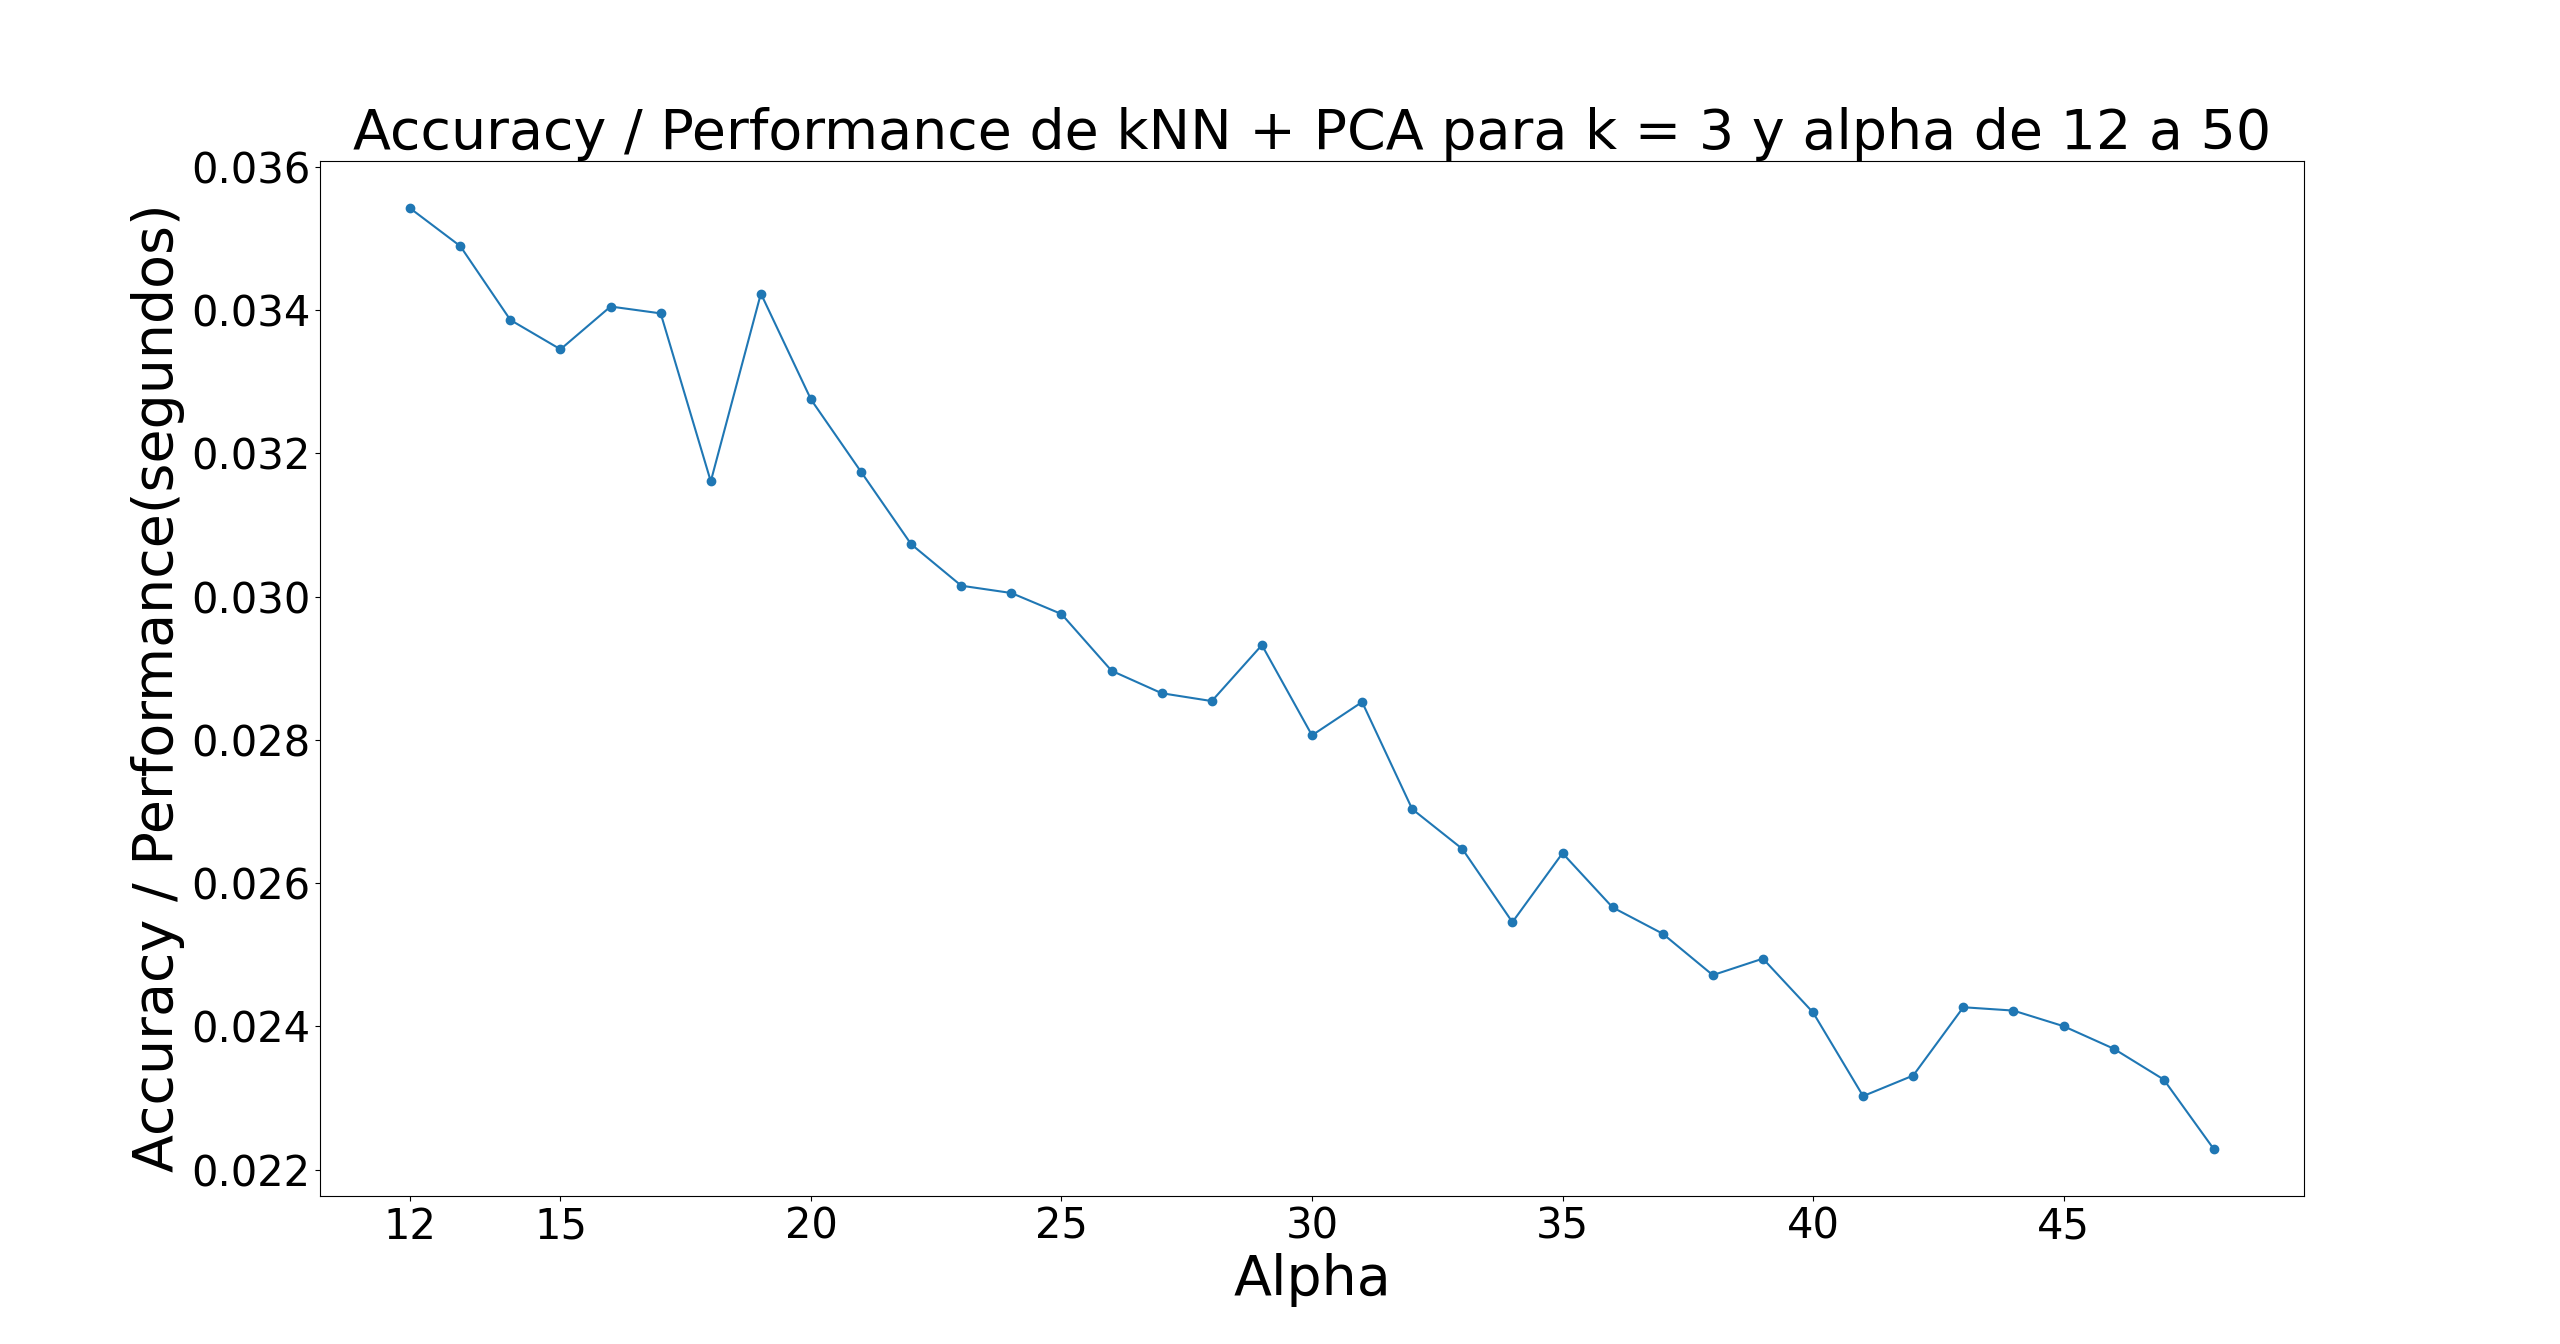 Accuracy / Performance de kNN + PCA para k = 3 y alpha de 12 a 50
Accuracy / Performance(segundos)
0.036
0.034
0.032
0.030
0.028
0.026
0.024
0.022
12 15 20 25 30 35 40 45
Alpha